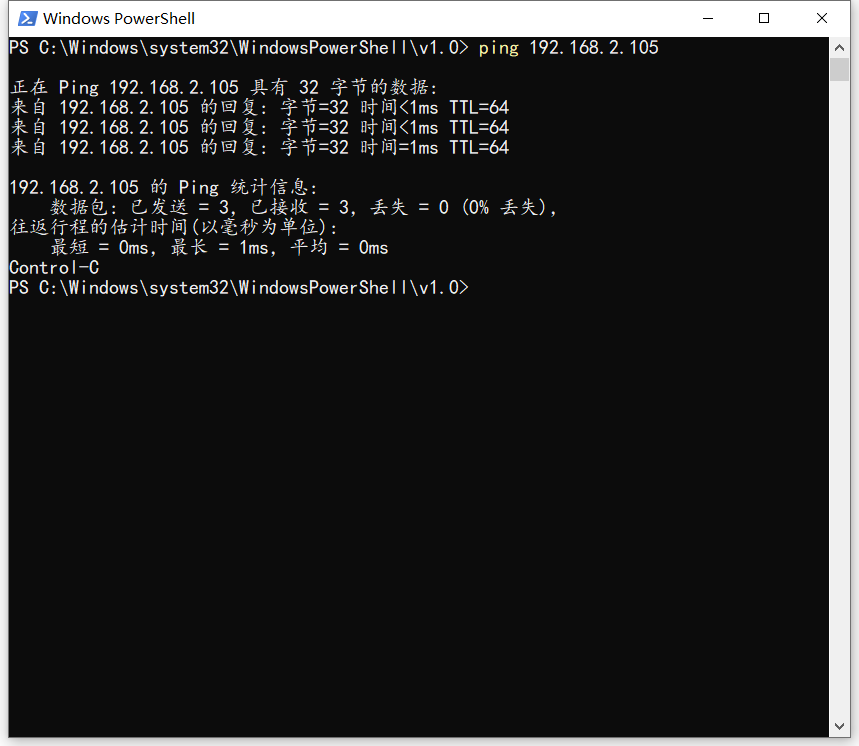 Windows PowerShell
PS C:\Windows\system32\WindowsPowerShell\v1.0> ping 192.168.2.105
正在 Ping 192.168.2.105 具有 32 字节的数据:
来自 192.168.2.105 的回复: 字节=32 时间<1ms TTL=64
来自 192.168.2.105 的回复: 字节=32 时间<1ms TTL=64
来自 192.168.2.105 的回复: 字节=32 时间=1ms TTL=64
192.168.2.105 的 Ping 统计信息:
数据包: 已发送 = 3, 已接收 = 3, 丢失 = 0 (0% 丢失),
往返行程的估计时间(以毫秒为单位):
最短 = 0ms, 最长 = 1ms, 平均 = 0ms
Control-C
PS C:\Windows\system32\WindowsPowerShell\v1.0>